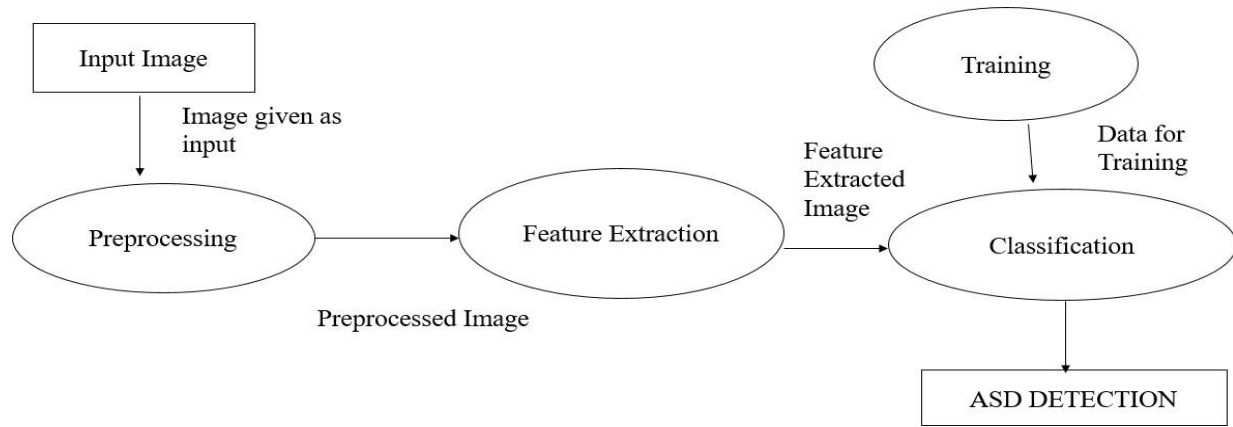 Input Image
Image given as
input
Preprocessing
Preprocessed Image
Feature Extraction
Feature
Extracted
Image
Training
Data for
Training
Classification
ASD DETECTION